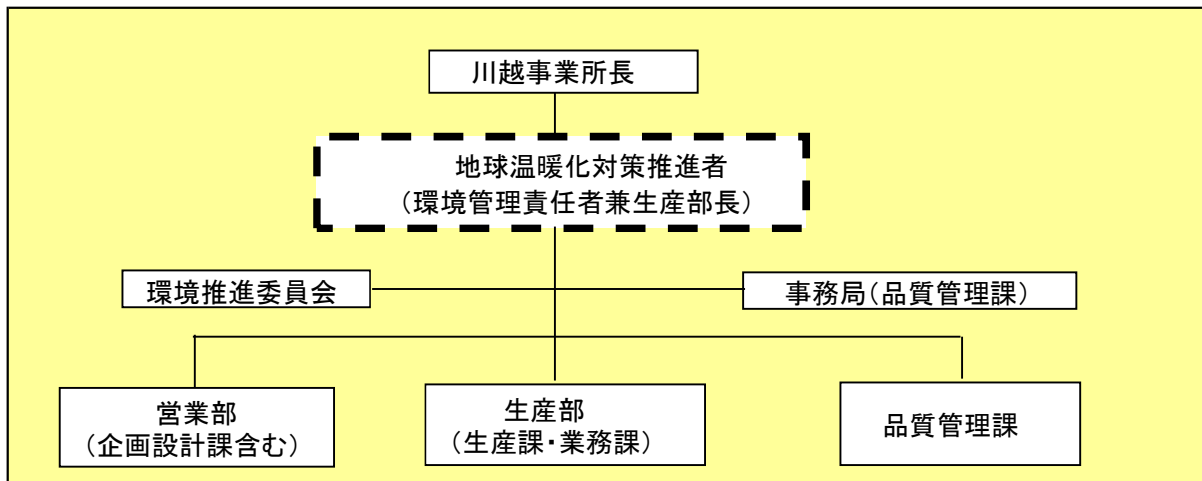 川越事業所長
地球温暖化対策推進者
(環境管理責任者兼生産部長)
環境推進委員会
事務局(品質管理課)
営業部
(企画設計課含む)
生産部
(生産課・業務課)
品質管理課